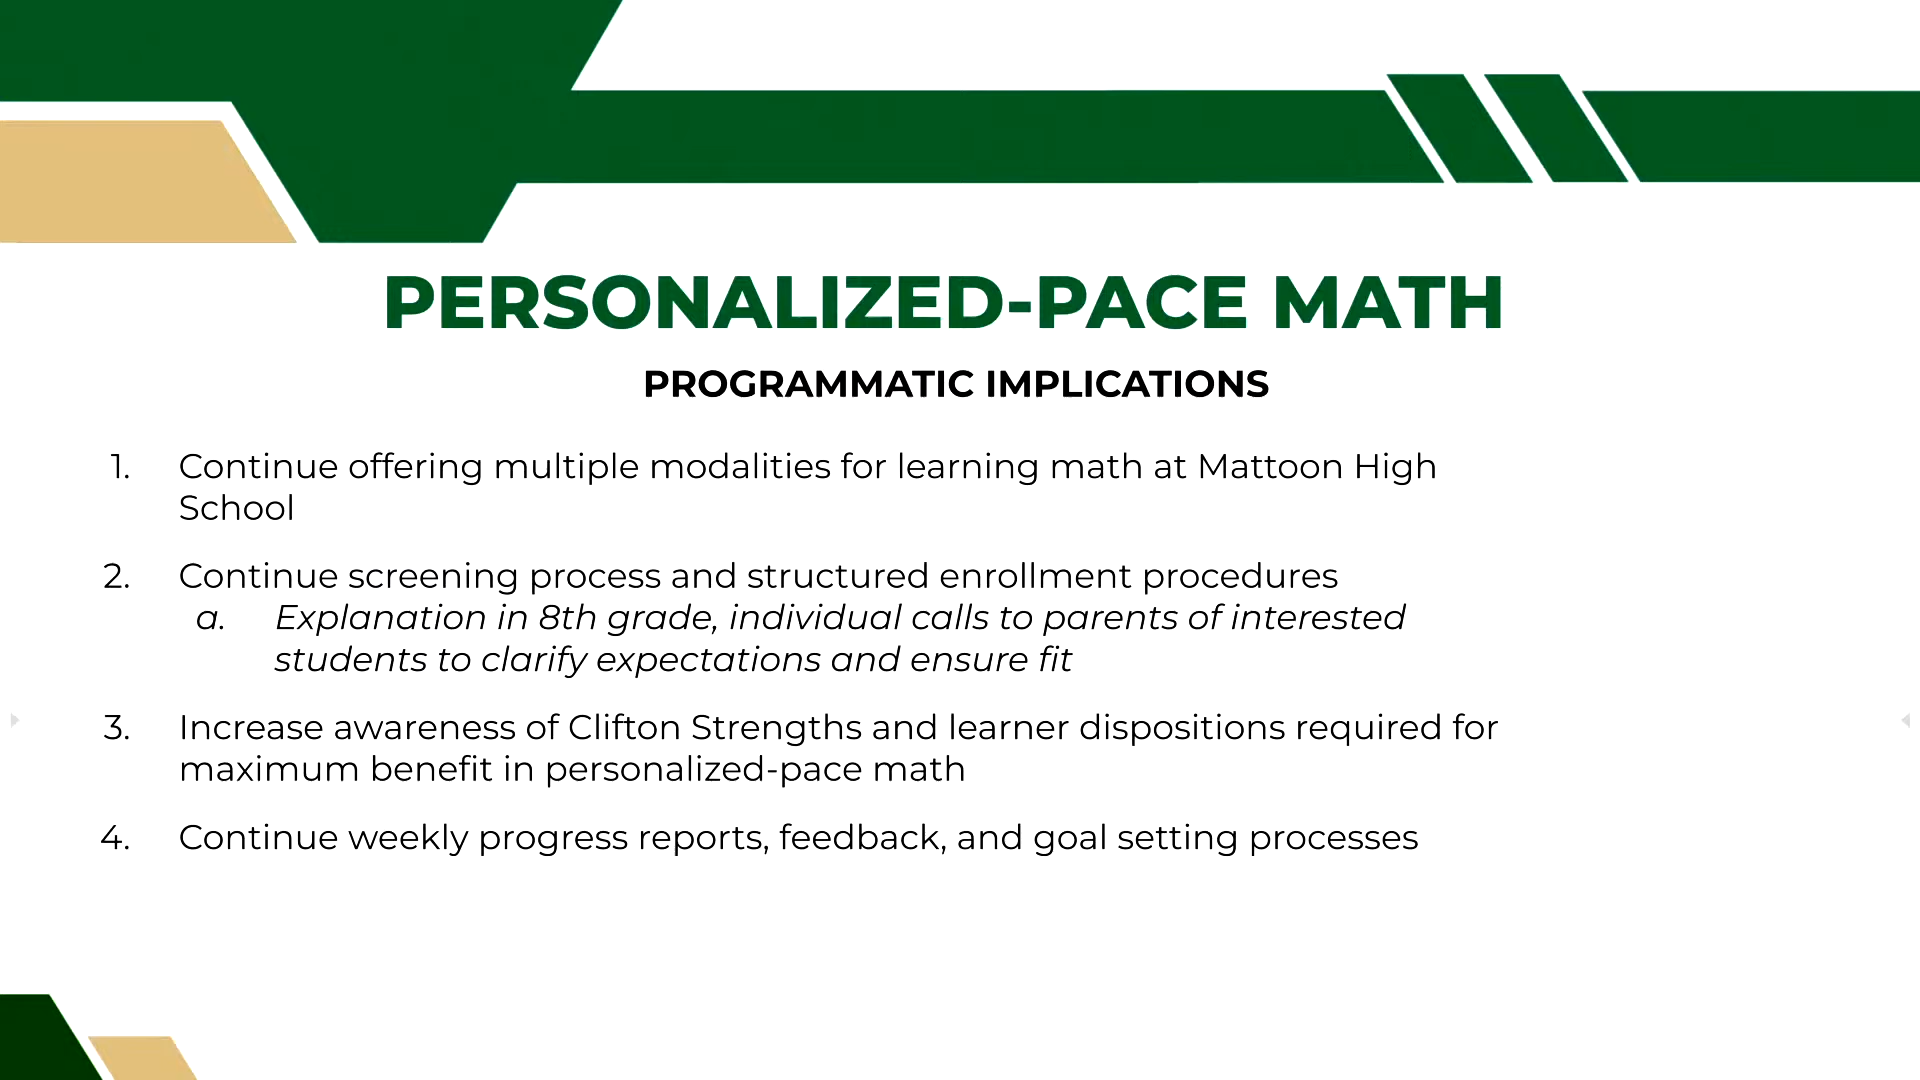 PERSONALIZED-PACE MATH
PROGRAMMATIC IMPLICATIONS
1. Continue offering multiple modalities for learning math at Mattoon High
School
2. Continue screening process and structured enrollment procedures
a. Explanation in 8th grade, individual calls to parents of interested
students to clarify expectations and ensure fit
3. Increase awareness of Clifton Strengths and learner dispositions required for
maximum benefit in personalized-pace math
4. Continue weekly progress reports, feedback, and goal setting processes